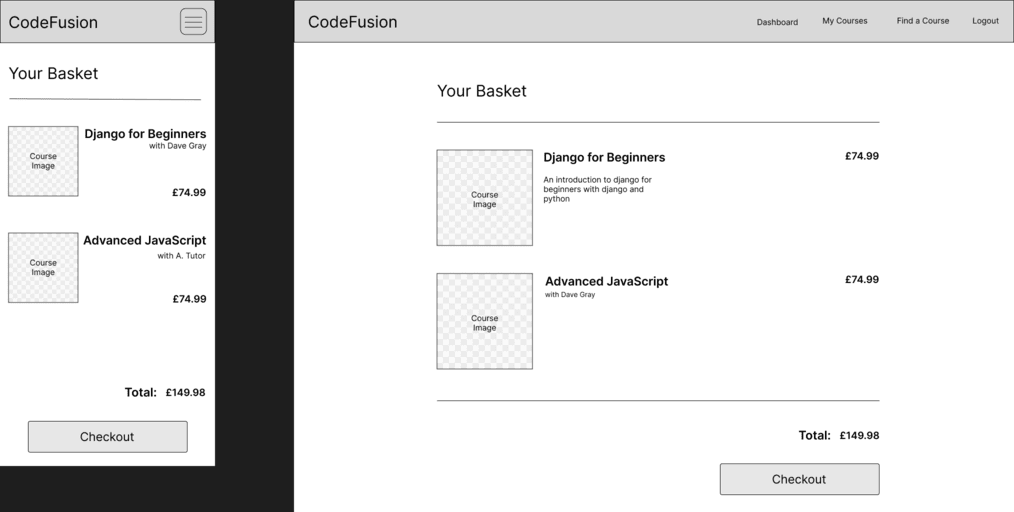 CodeFusion
Your Basket
Course
Image
Django for Beginners
with Dave Gray
£74.99
Course
Image
Advanced JavaScript
with A. Tutor
£74.99
Total: £149.98
Checkout
CodeFusion
Dashboard My Courses Find a Course Logout
Your Basket
Course
Image
Django for Beginners
£74.99
An introduction to django for
beginners with django and
python
Course
Image
Advanced JavaScript
£74.99
with Dave Gray
Total: £149.98
Checkout